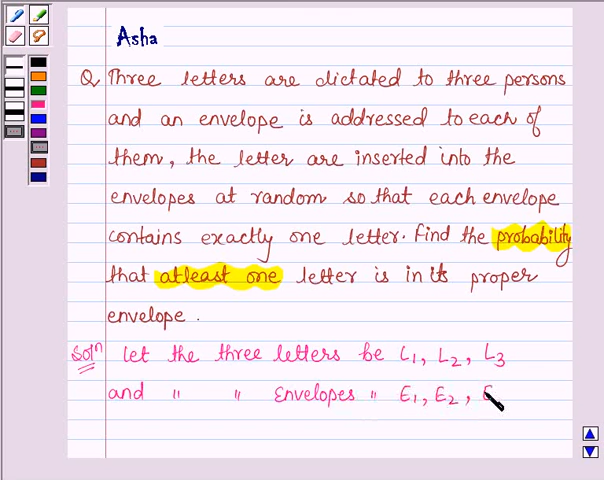 Asha
Q Three letters are dictated to three persons
and an envelope is addressed to each of
them, the letter are inserted into the
envelopes at random so that each envelope
contains exactly one letter. Find the probability
that atleast one letter is in its proper
envelope.
Solⁿ Let the three letters be L₁, L₂, L₃
and " " Envelopes " E₁, E₂, E